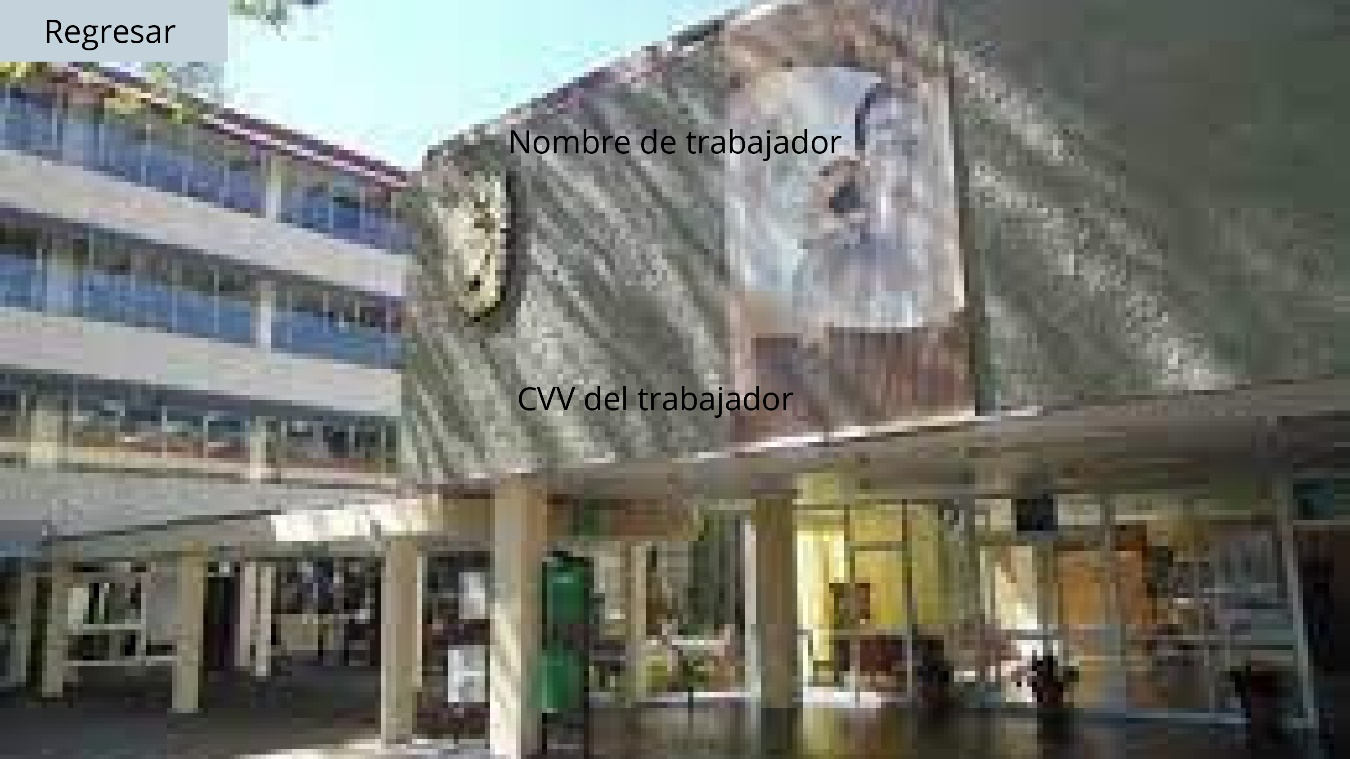 Regresar
Nombre de trabajador
CVV del trabajador